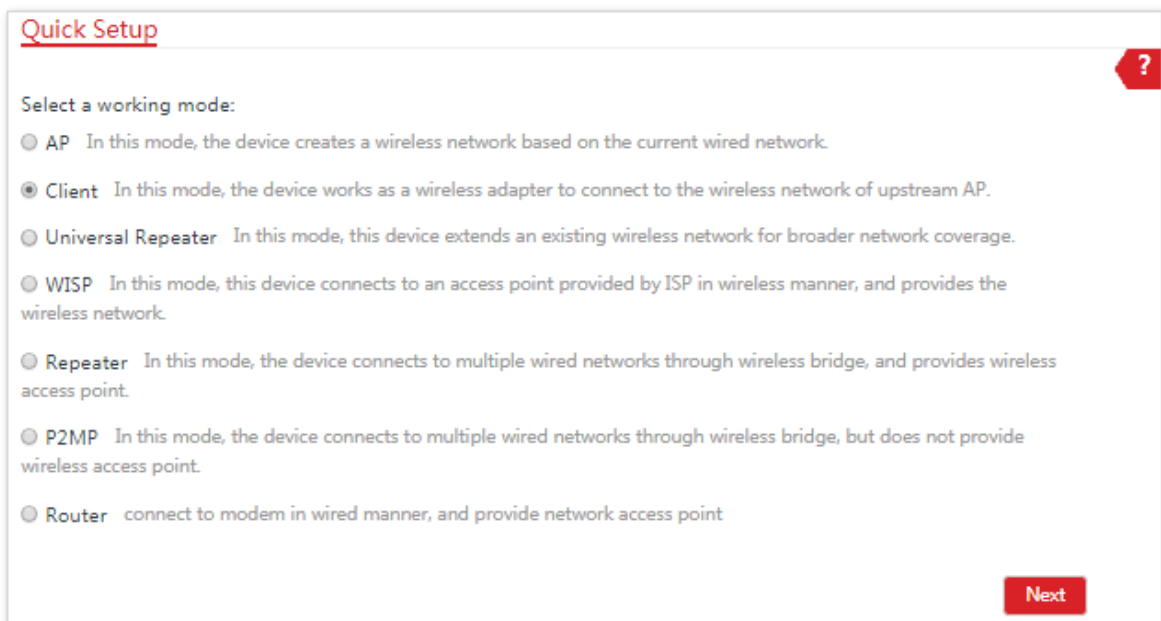 Quick Setup
?
Select a working mode:
AP In this mode, the device creates a wireless network based on the current wired network.
Client In this mode, the device works as a wireless adapter to connect to the wireless network of upstream AP.
Universal Repeater In this mode, this device extends an existing wireless network for broader network coverage.
WISP In this mode, this device connects to an access point provided by ISP in wireless manner, and provides the
wireless network.
Repeater In this mode, the device connects to multiple wired networks through wireless bridge, and provides wireless
access point.
P2MP In this mode, the device connects to multiple wired networks through wireless bridge, but does not provide
wireless access point.
Router connect to modem in wired manner, and provide network access point
Next